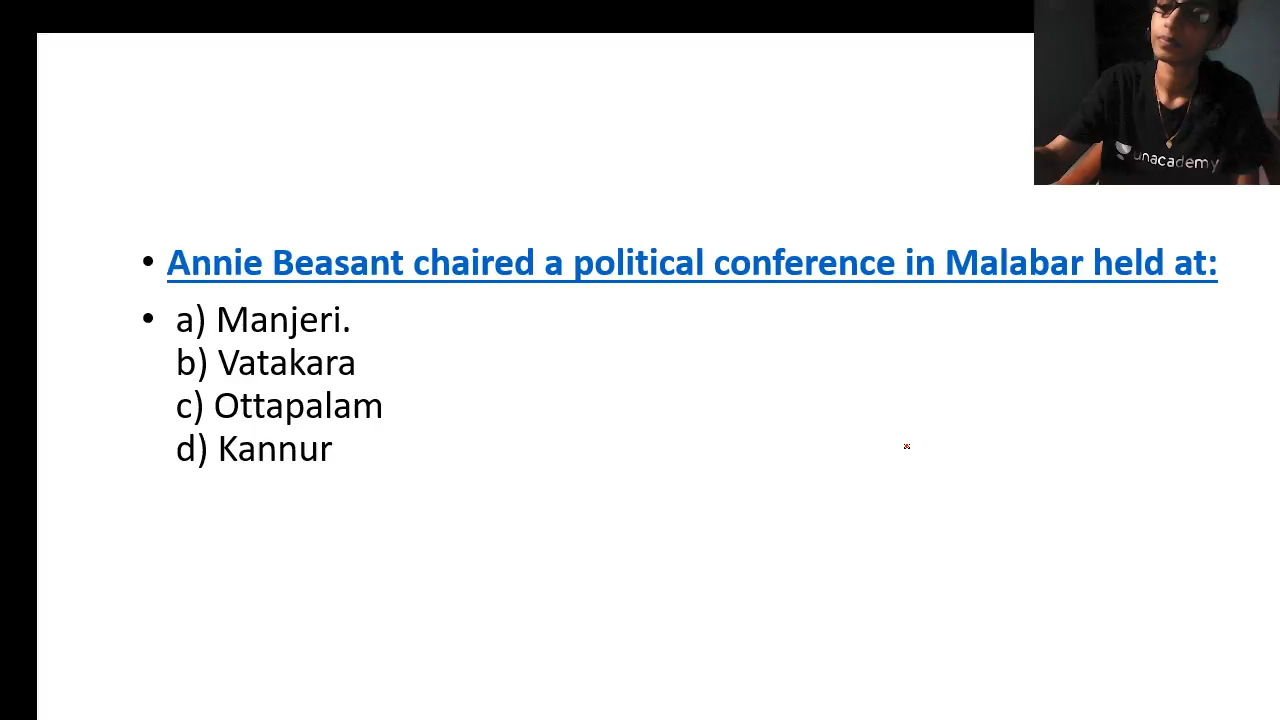 unacademy
• Annie Beasant chaired a political conference in Malabar held at:
• a) Manjeri.
b) Vatakara
c) Ottapalam
d) Kannur